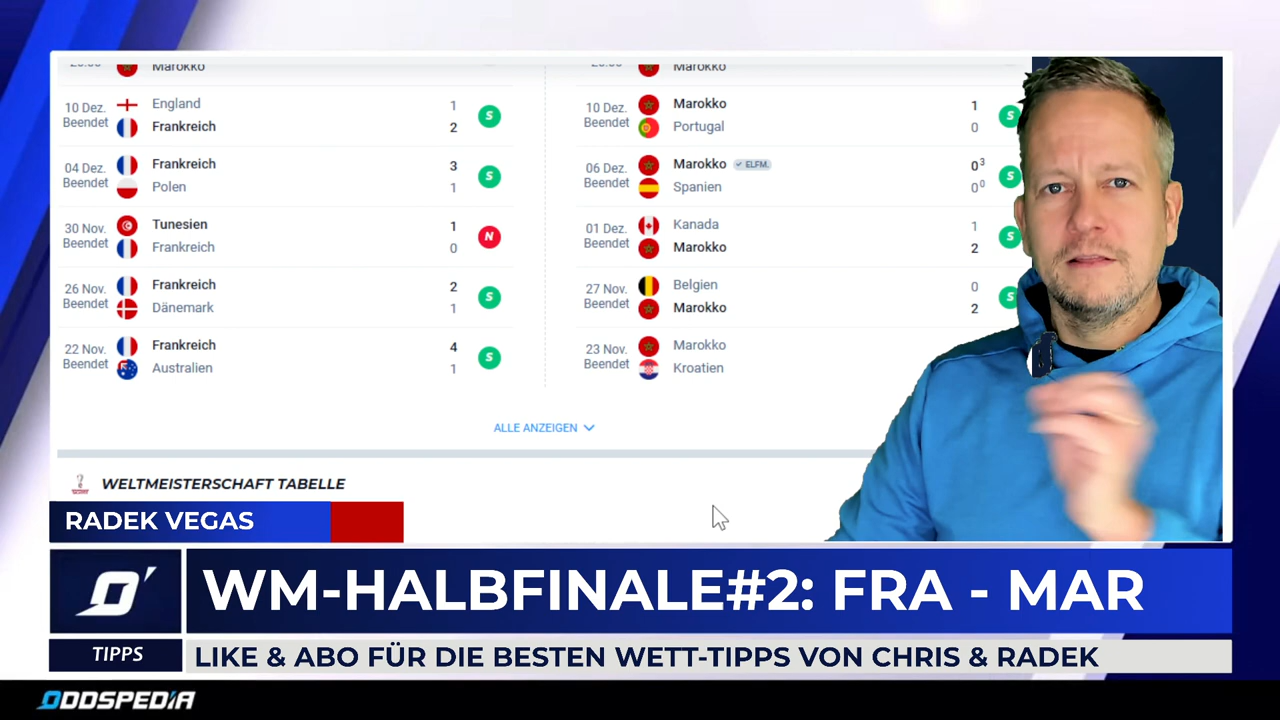 Marokko
Marokko
10 Dez.
Beendet
England 1
Frankreich 2
S
10 Dez.
Beendet
Marokko 1
Portugal 0
S
04 Dez.
Beendet
Frankreich 3
Polen 1
S
06 Dez.
Beendet
Marokko ELFM. 0³
Spanien 0⁰
S
30 Nov.
Beendet
Tunesien 1
Frankreich 0
N
01 Dez.
Beendet
Kanada 1
Marokko 2
S
26 Nov.
Beendet
Frankreich 2
Dänemark 1
S
27 Nov.
Beendet
Belgien 0
Marokko 2
S
22 Nov.
Beendet
Frankreich 4
Australien 1
S
23 Nov.
Beendet
Marokko
Kroatien
ALLE ANZEIGEN
WELTMEISTERSCHAFT TABELLE
RADEK VEGAS
WM-HALBFINALE#2: FRA - MAR
TIPPS
LIKE & ABO FÜR DIE BESTEN WETT-TIPPS VON CHRIS & RADEK
ODDSPEDIA